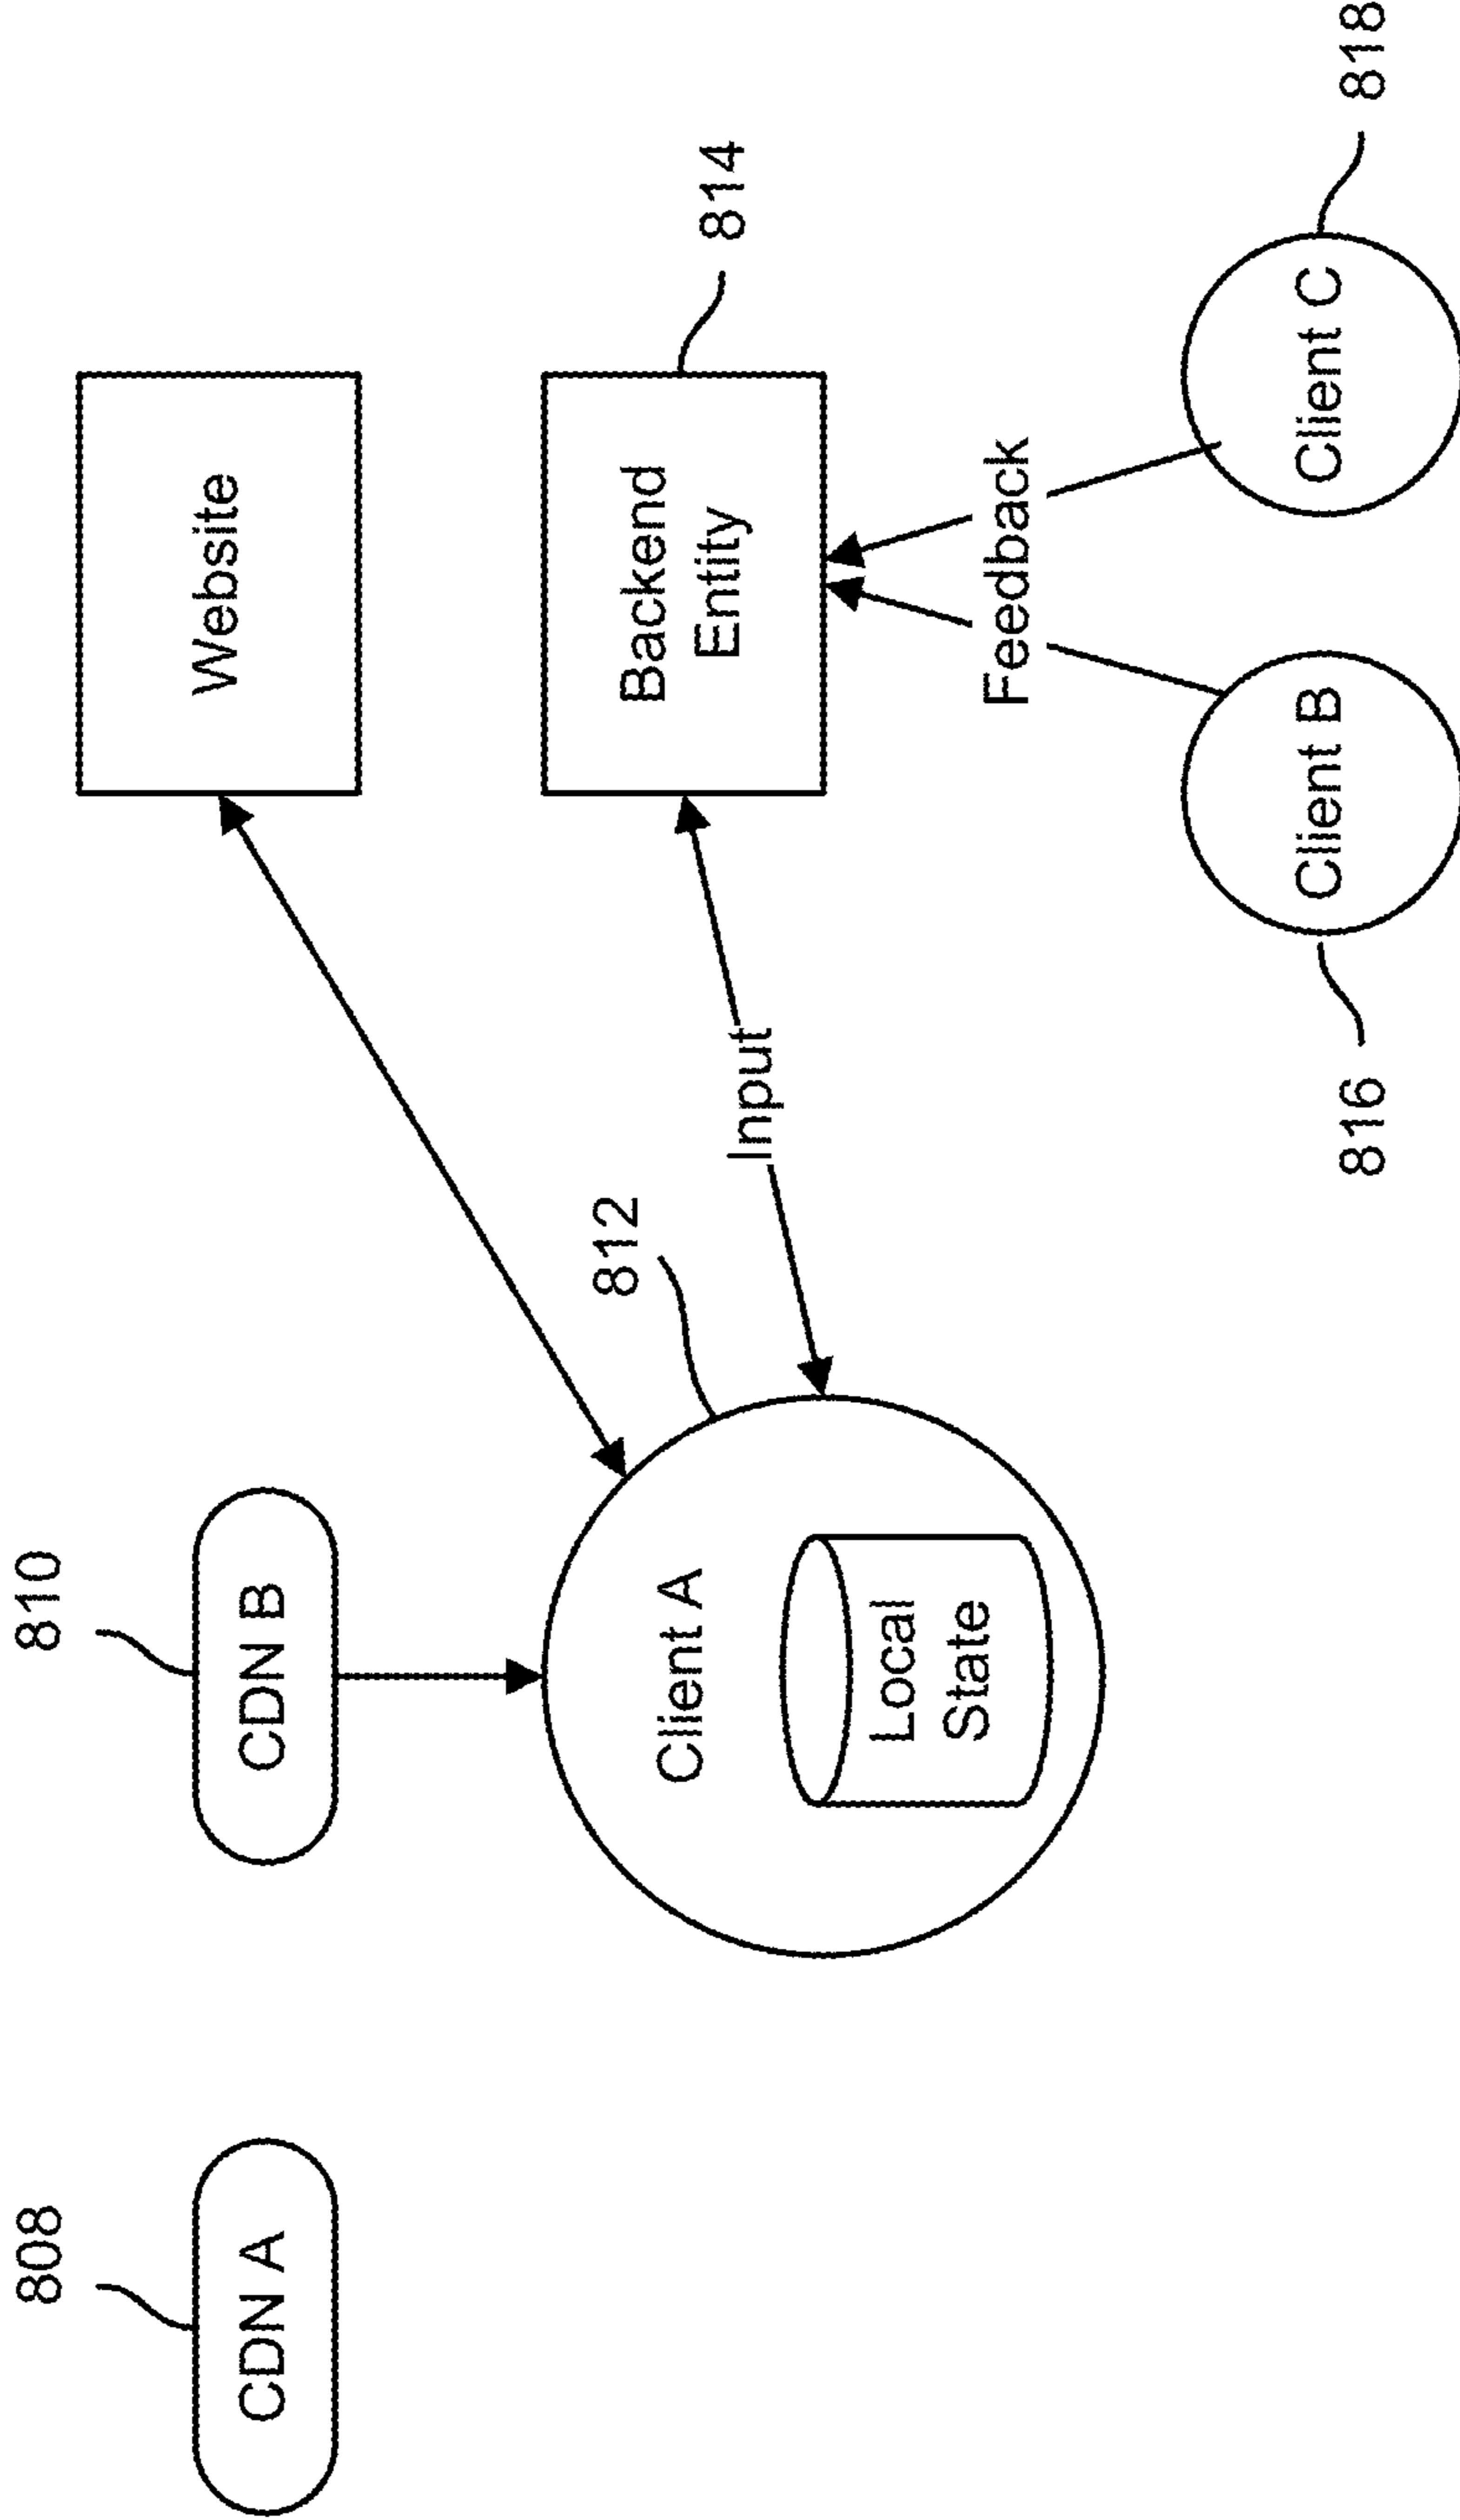 808
810
CDN A
CDN B
Website
812
814
Client A
Backend
Entity
Input
Local
State
Feedback
Client B
Client C
816
818